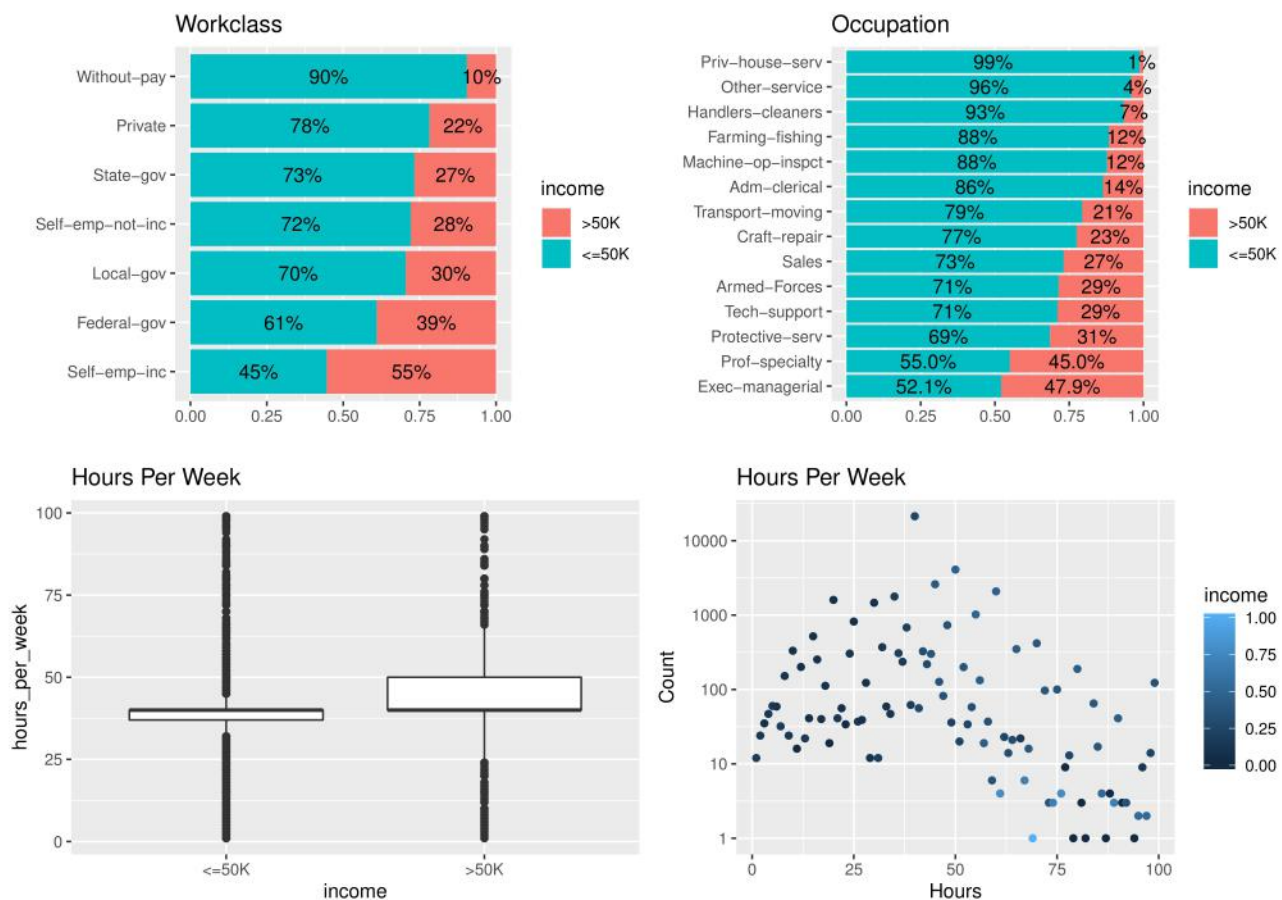 Workclass
Without-pay 90% 10%
Private 78% 22%
State-gov 73% 27%
Self-emp-not-inc 72% 28%
Local-gov 70% 30%
Federal-gov 61% 39%
Self-emp-inc 45% 55%
0.00 0.25 0.50 0.75 1.00
income
>50K
<=50K
Occupation
Priv-house-serv 99% 1%
Other-service 96% 4%
Handlers-cleaners 93% 7%
Farming-fishing 88% 12%
Machine-op-inspct 88% 12%
Adm-clerical 86% 14%
Transport-moving 79% 21%
Craft-repair 77% 23%
Sales 73% 27%
Armed-Forces 71% 29%
Tech-support 71% 29%
Protective-serv 69% 31%
Prof-specialty 55.0% 45.0%
Exec-managerial 52.1% 47.9%
0.00 0.25 0.50 0.75 1.00
income
>50K
<=50K
Hours Per Week
hours_per_week
100
75
50
25
0
<=50K >50K
income
Hours Per Week
Count
10000
1000
100
10
1
0 25 50 75 100
Hours
income
1.00
0.75
0.50
0.25
0.00